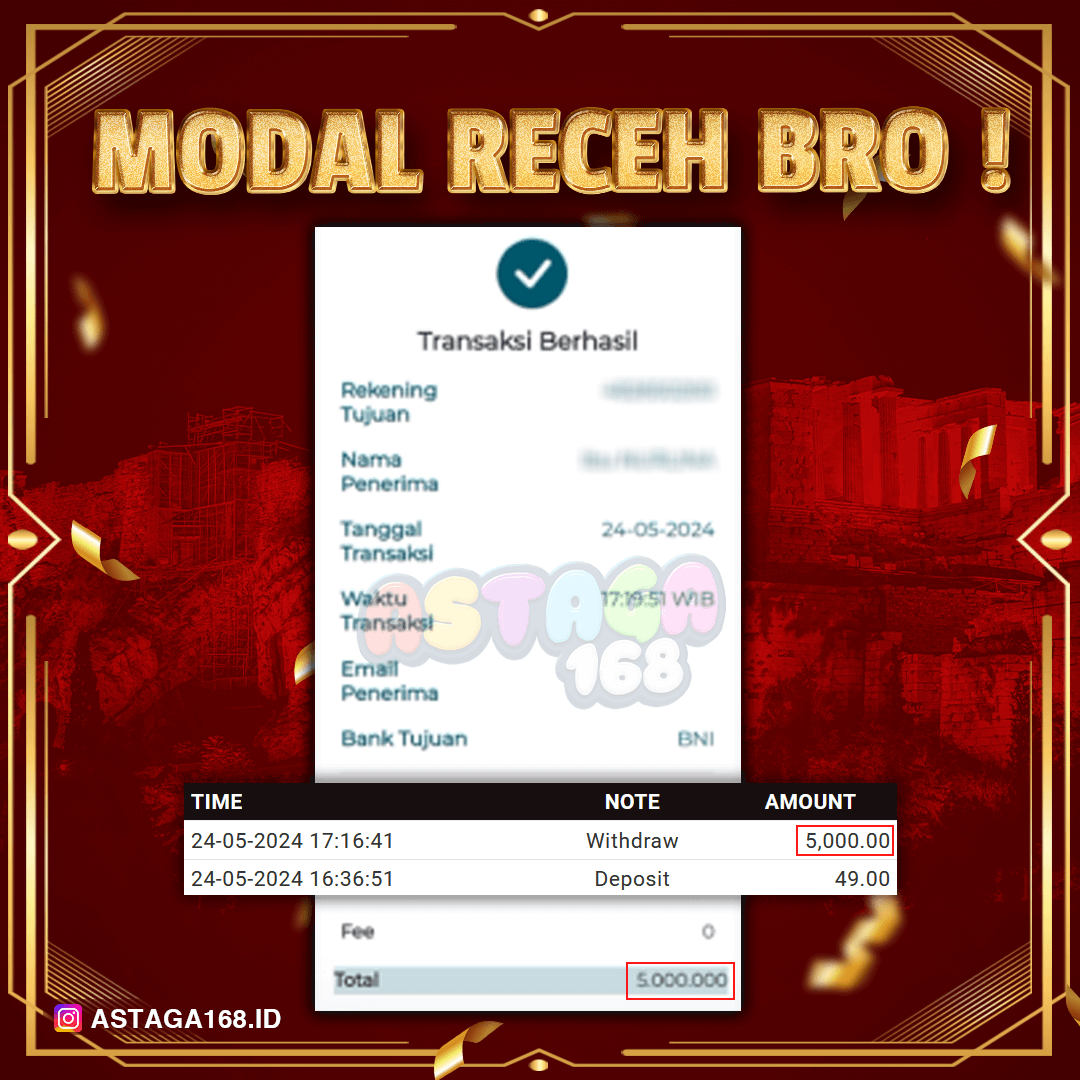 MODAL RECEH BRO !
Transaksi Berhasil
Rekening
Tujuan
Nama
Penerima
Tanggal 24-05-2024
Transaksi
Waktu 17:19:51 WIB
Transaksi
ASTAGA
168
Email
Penerima
Bank Tujuan BNI
TIME NOTE AMOUNT
24-05-2024 17:16:41 Withdraw 5,000.00
24-05-2024 16:36:51 Deposit 49.00
Fee 0
Total 5.000.000
ASTAGA168.ID